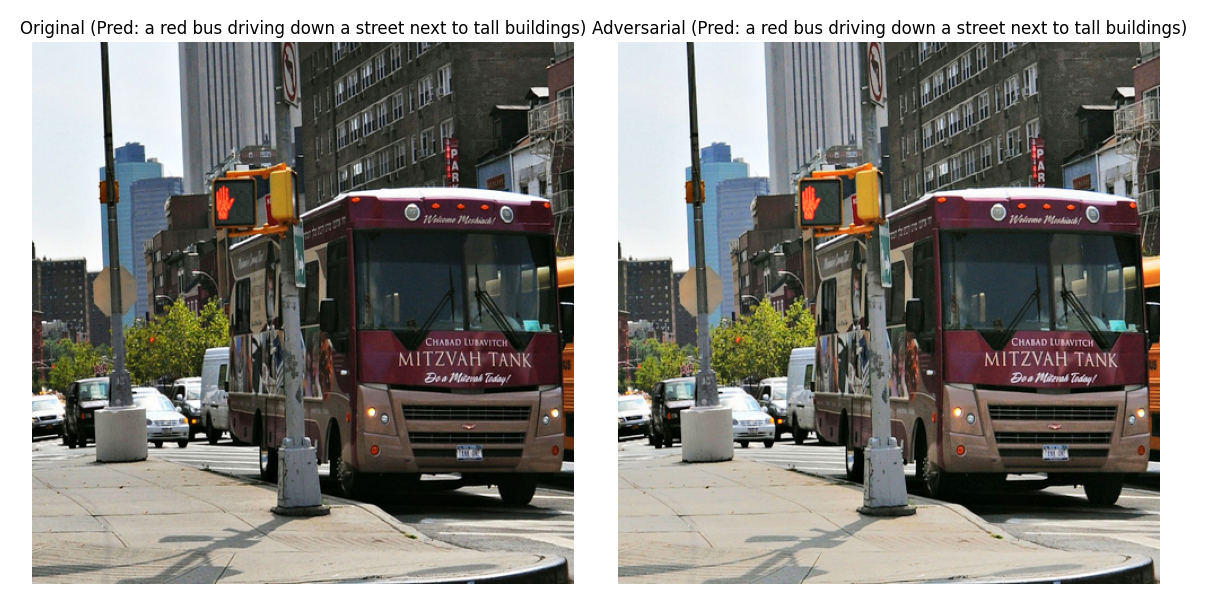 Original (Pred: a red bus driving down a street next to tall buildings)
Adversarial (Pred: a red bus driving down a street next to tall buildings)
PARK
Welcome Moshiach!
CHABAD LUBAVITCH
MITZVAH TANK
Do a Mitzvah Today!
PARK
Welcome Moshiach!
CHABAD LUBAVITCH
MITZVAH TANK
Do a Mitzvah Today!